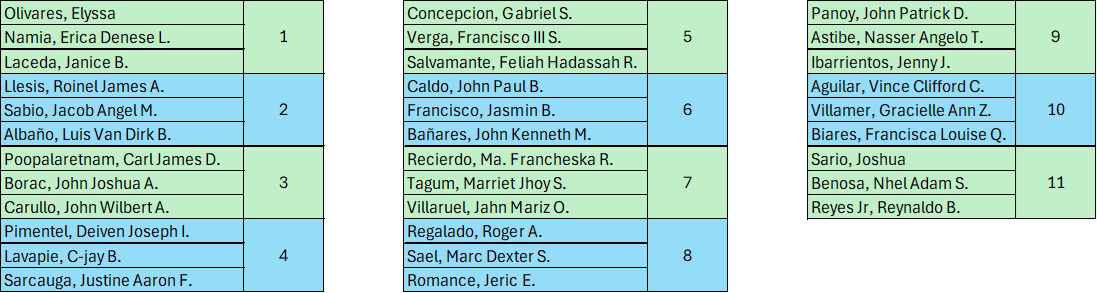 Olivares, Elyssa
Namia, Erica Denese L.
1
Laceda, Janice B.
Llesis, Roinel James A.
Sabio, Jacob Angel M.
2
Albaño, Luis Van Dirk B.
Poopalaretnam, Carl James D.
Borac, John Joshua A.
3
Carullo, John Wilbert A.
Pimentel, Deiven Joseph I.
Lavapie, C-jay B.
4
Sarcauga, Justine Aaron F.
Concepcion, Gabriel S.
Verga, Francisco III S.
5
Salvamante, Feliah Hadassah R.
Caldo, John Paul B.
Francisco, Jasmin B.
6
Bañares, John Kenneth M.
Recierdo, Ma. Francheska R.
Tagum, Marriet Jhoy S.
7
Villaruel, Jahn Mariz O.
Regalado, Roger A.
Sael, Marc Dexter S.
8
Romance, Jeric E.
Panoy, John Patrick D.
Astibe, Nasser Angelo T.
9
Ibarrientos, Jenny J.
Aguilar, Vince Clifford C.
Villamer, Gracielle Ann Z.
10
Biares, Francisca Louise Q.
Sario, Joshua
Benosa, Nhel Adam S.
11
Reyes Jr, Reynaldo B.